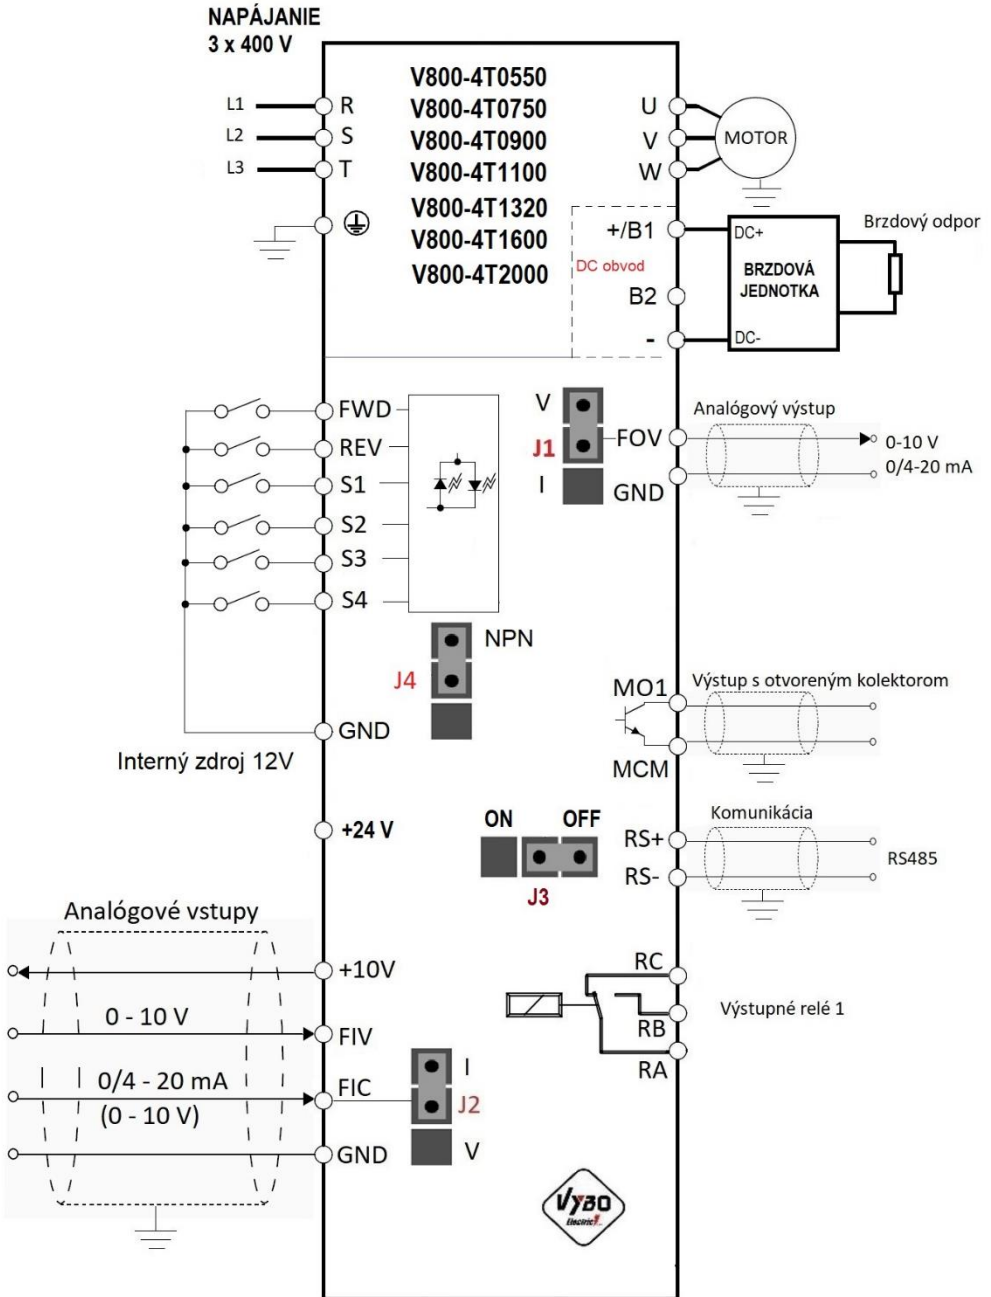 NAPÁJANIE
3 x 400 V
V800-4T0550
V800-4T0750
V800-4T0900
V800-4T1100
V800-4T1320
V800-4T1600
V800-4T2000
L1
R
L2
S
L3
T
U
V
W
MOTOR
+/B1
DC obvod
B2
-
DC+
BRZDOVÁ
JEDNOTKA
DC-
Brzdový odpor
FWD
REV
S1
S2
S3
S4
V
J1
I
FOV
GND
Analógový výstup
0-10 V
0/4-20 mA
NPN
J4
GND
Interný zdroj 12V
MO1
MCM
Výstup s otvoreným kolektorom
+24 V
ON
OFF
J3
RS+
RS-
Komunikácia
RS485
Analógové vstupy
+10V
0 - 10 V
FIV
0/4 - 20 mA
(0 - 10 V)
FIC
GND
I
J2
V
RC
RB
RA
Výstupné relé 1
VYBO
Electric